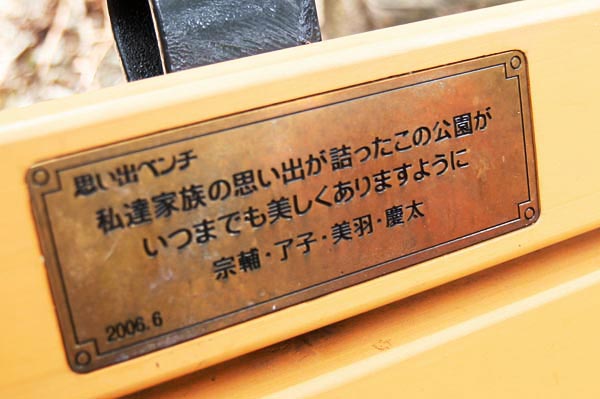 思い出ベンチ
私達家族の思い出が詰ったこの公園が
いつまでも美しくありますように
宗輔・ア子・美羽・慶太
2006.6